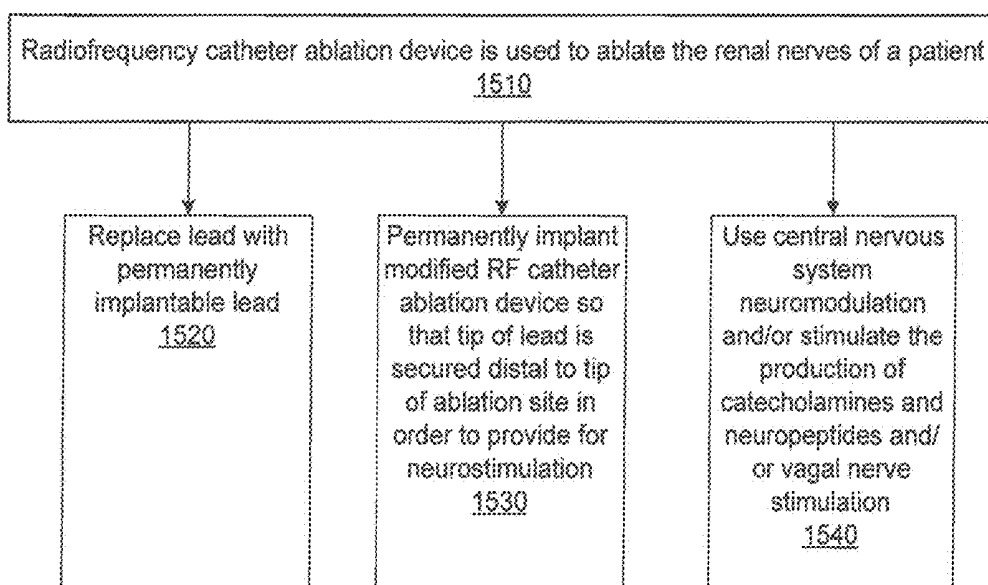 Radiofrequency catheter ablation device is used to ablate the renal nerves of a patient
1510
Replace lead with
permanently
implantable lead
1520
Permanently implant
modified RF catheter
ablation device so
that tip of lead is
secured distal to tip
of ablation site in
order to provide for
neurostimulation
1530
Use central nervous
system
neuromodulation
and/or stimulate the
production of
catecholamines and
neuropeptides and/
or vagal nerve
stimulation
1540